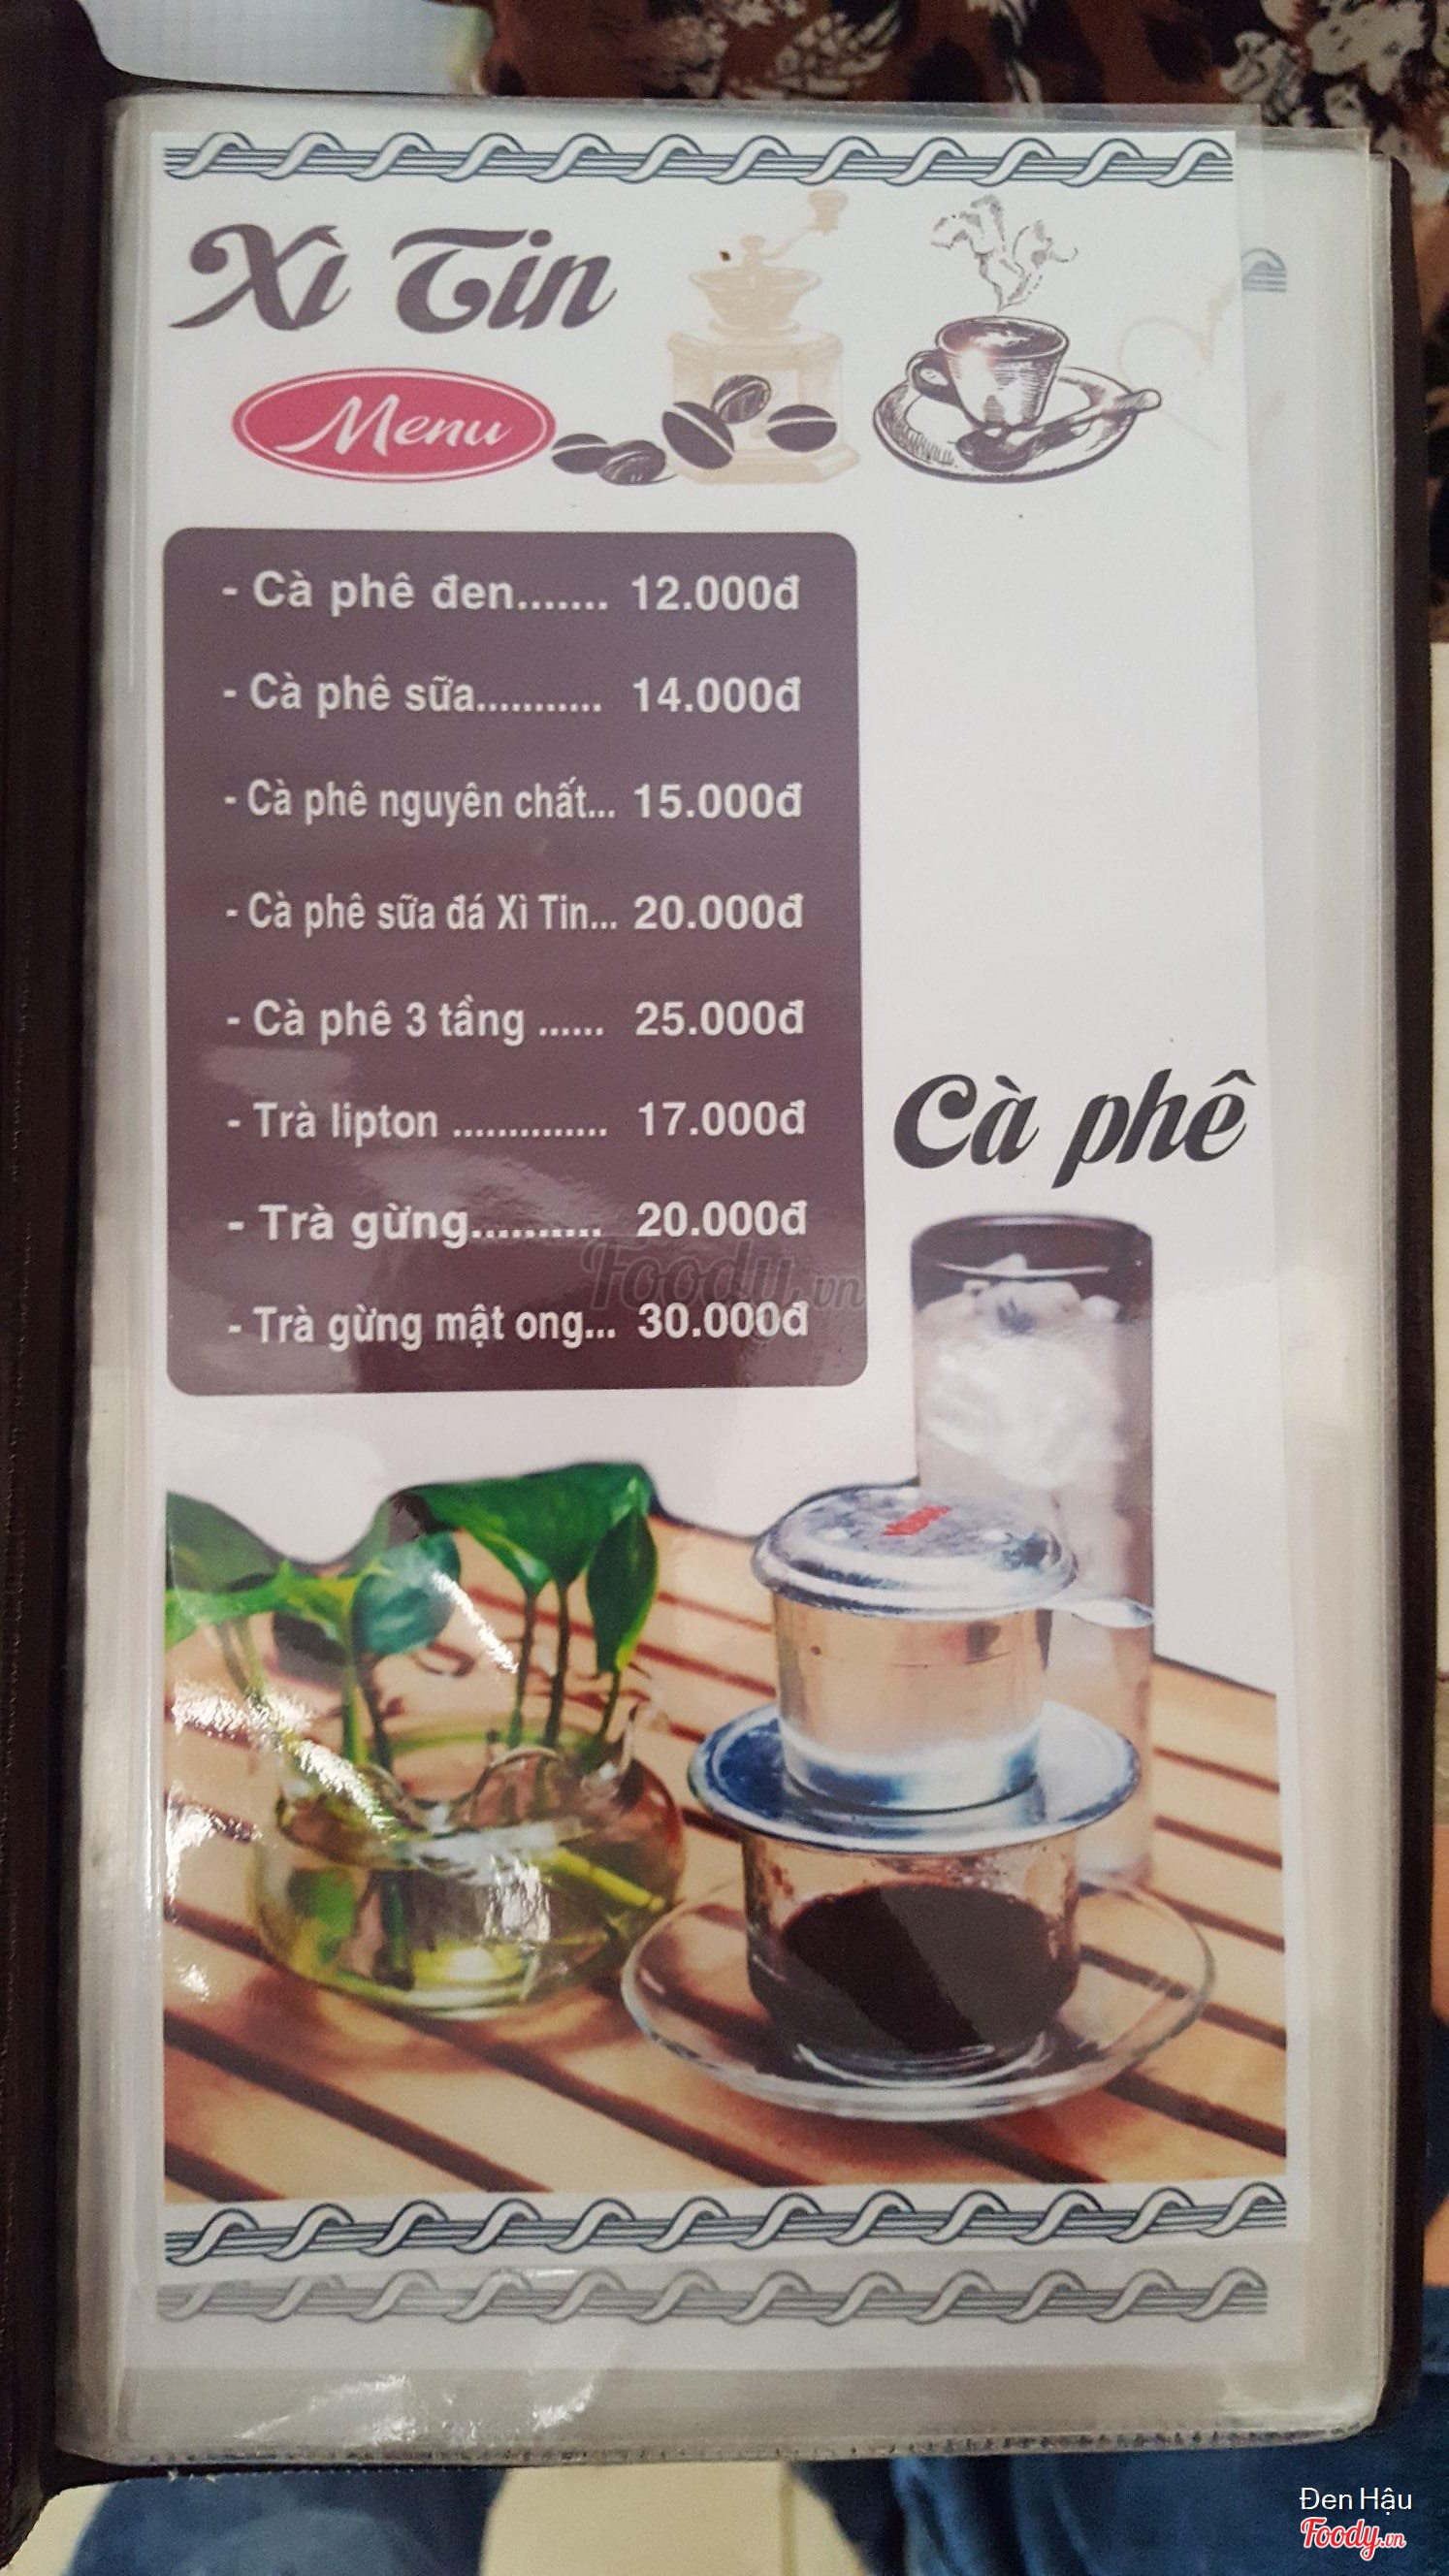 Xì Tin
Menu
- Cà phê đen....... 12.000đ
- Cà phê sữa........... 14.000đ
- Cà phê nguyên chất... 15.000đ
- Cà phê sữa đá Xì Tin... 20.000đ
- Cà phê 3 tầng ...... 25.000đ
- Trà lipton .............. 17.000đ
- Trà gừng.......... 20.000đ
- Trà gừng mật ong... 30.000đ
Cà phê
Foody.vn
Đen Hậu
Foody.vn